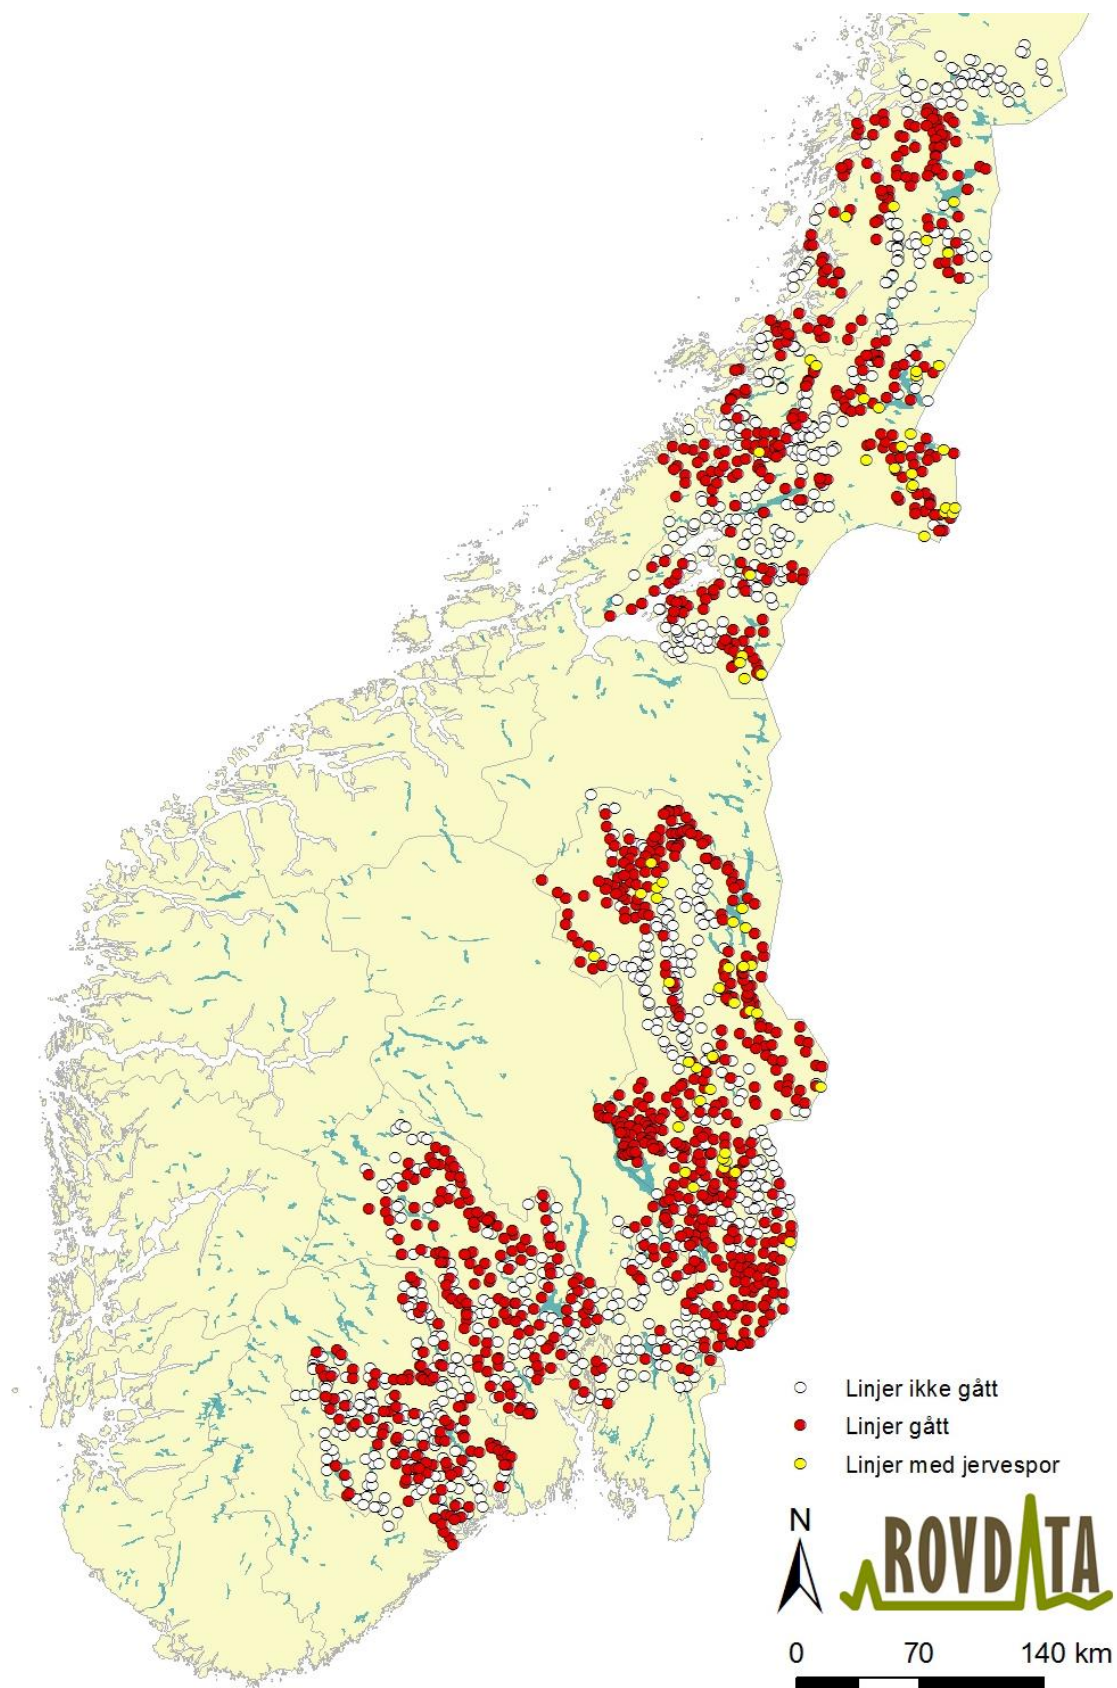 Linjer ikke gått
Linjer gått
Linjer med jervespor
N
ROVDATA
0 70 140 km